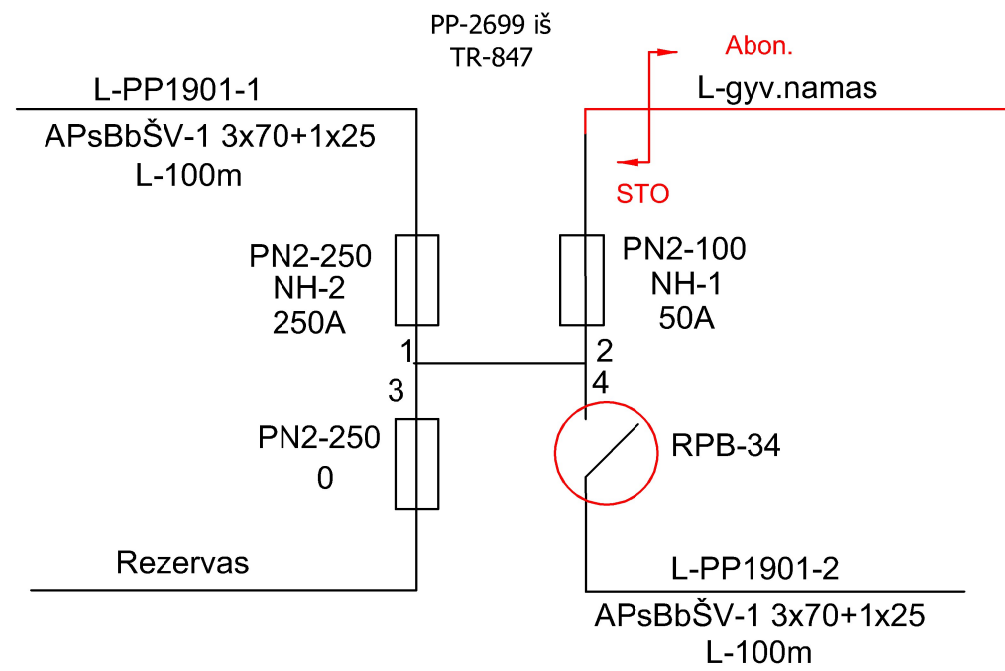 PP-2699 iš
TR-847
Abon.
L-PP1901-1
L-gyv.namas
APsBbŠV-1 3x70+1x25
L-100m
STO
PN2-250
NH-2
250A
PN2-100
NH-1
50A
1
2
3
4
PN2-250
0
RPB-34
Rezervas
L-PP1901-2
APsBbŠV-1 3x70+1x25
L-100m